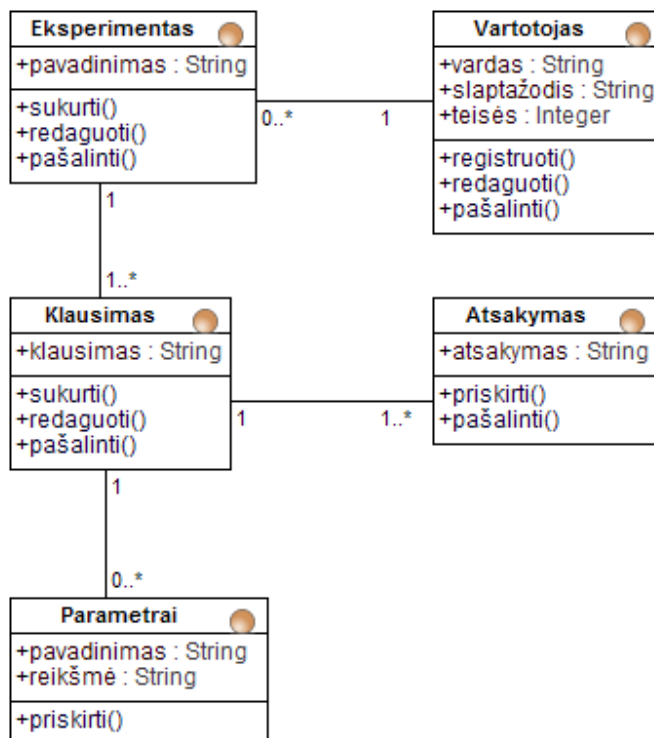 Eksperimentas
+pavadinimas : String
+sukurti()
+redaguoti()
+pašalinti()
Vartotojas
+vardas : String
+slaptažodis : String
+teisės : Integer
+registruoti()
+redaguoti()
+pašalinti()
0..*
1
1
1..*
Klausimas
+klausimas : String
+sukurti()
+redaguoti()
+pašalinti()
Atsakymas
+atsakymas : String
+priskirti()
+pašalinti()
1
1..*
1
0..*
Parametrai
+pavadinimas : String
+reikšmė : String
+priskirti()